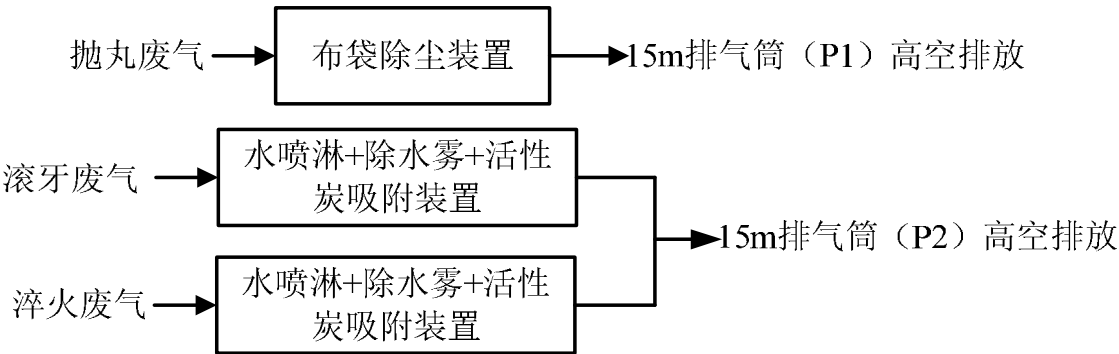 抛丸废气
布袋除尘装置
15m排气筒（P1）高空排放
滚牙废气
水喷淋+除水雾+活性
炭吸附装置
15m排气筒（P2）高空排放
淬火废气
水喷淋+除水雾+活性
炭吸附装置